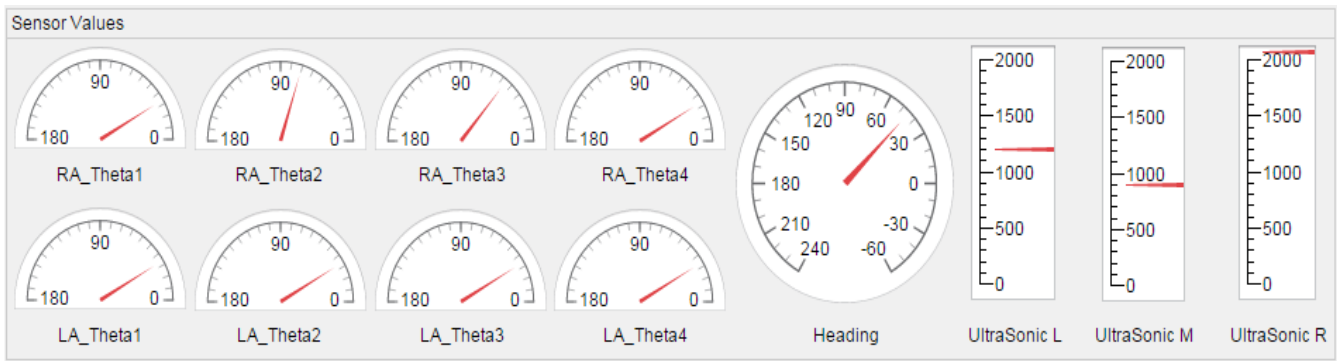 Sensor Values
90
180 0
RA_Theta1
90
180 0
RA_Theta2
90
180 0
RA_Theta3
90
180 0
RA_Theta4
90
180 0
LA_Theta1
90
180 0
LA_Theta2
90
180 0
LA_Theta3
90
180 0
LA_Theta4
90
120 60
150 30
180 0
210 -30
240 -60
Heading
2000
1500
1000
500
0
UltraSonic L
2000
1500
1000
500
0
UltraSonic M
2000
1500
1000
500
0
UltraSonic R